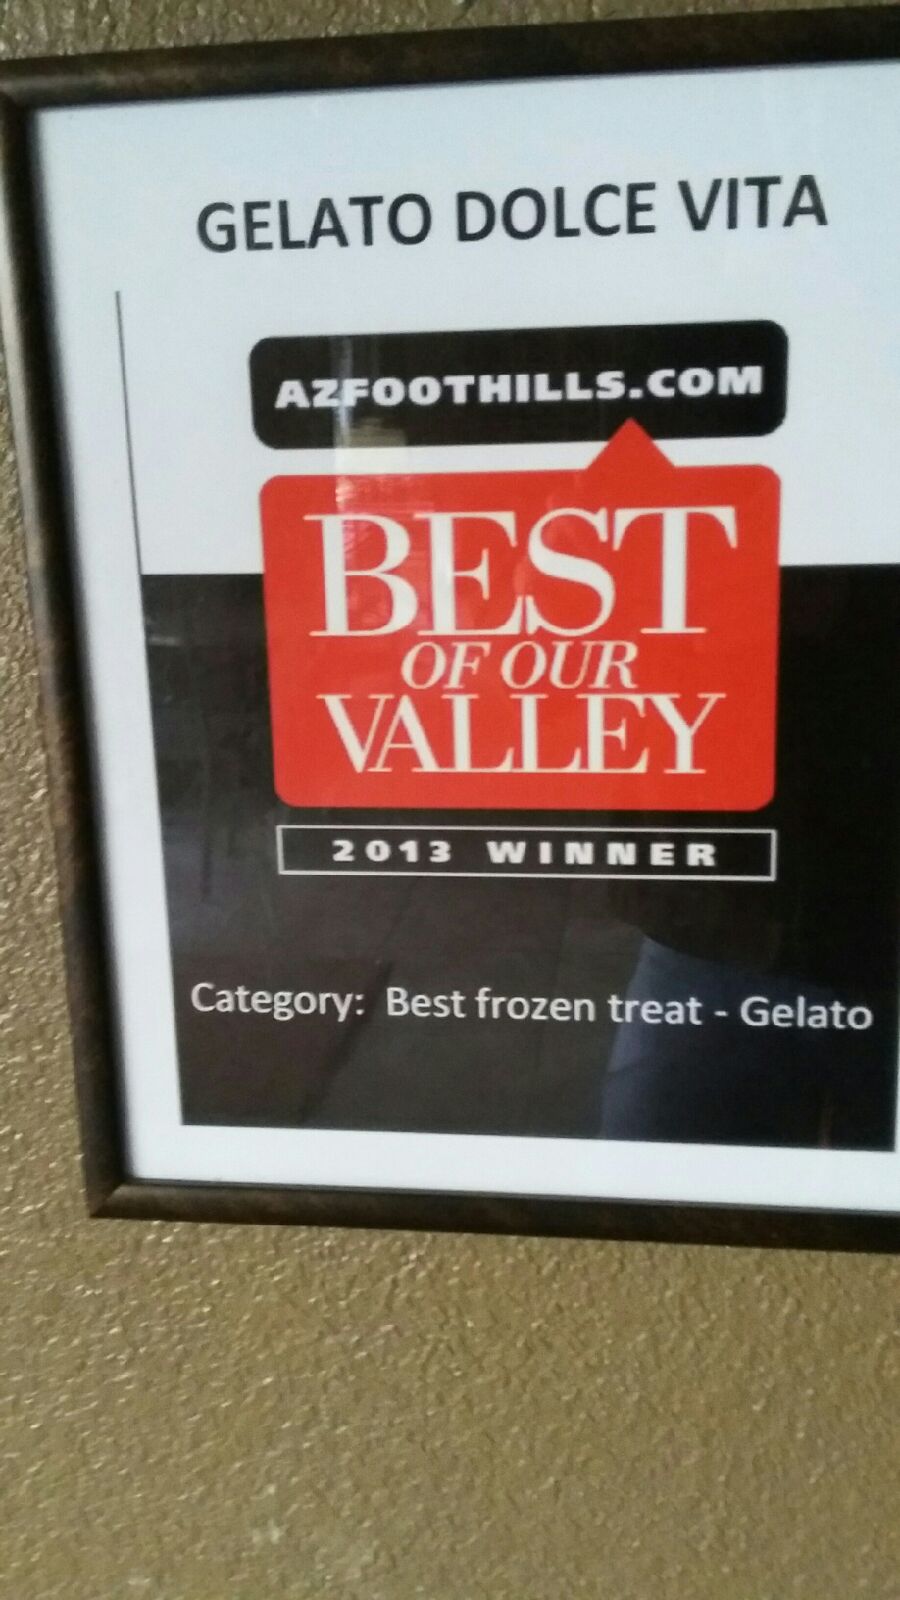 GELATO DOLCE VITA
AZFOOTHILLS.COM
BEST
OF OUR
VALLEY
2013 WINNER
Category: Best frozen treat - Gelato